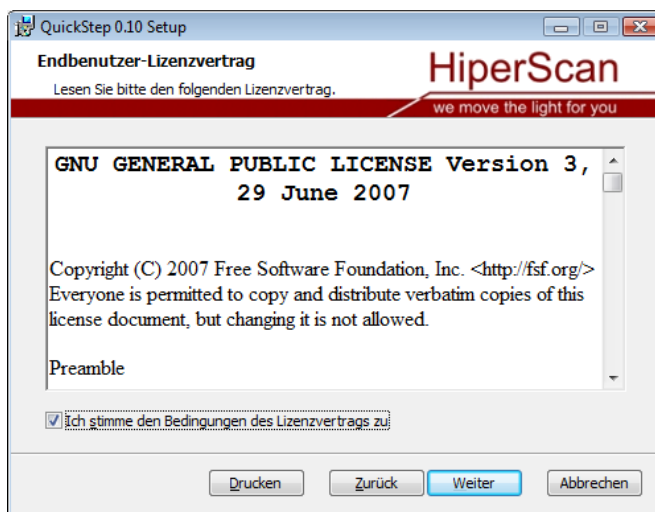 QuickStep 0.10 Setup
Endbenutzer-Lizenzvertrag
Lesen Sie bitte den folgenden Lizenzvertrag.
HiperScan
we move the light for you
GNU GENERAL PUBLIC LICENSE Version 3,
29 June 2007
Copyright (C) 2007 Free Software Foundation, Inc. <http://fsf.org/>
Everyone is permitted to copy and distribute verbatim copies of this
license document, but changing it is not allowed.
Preamble
Ich stimme den Bedingungen des Lizenzvertrags zu
Drucken
Zurück
Weiter
Abbrechen